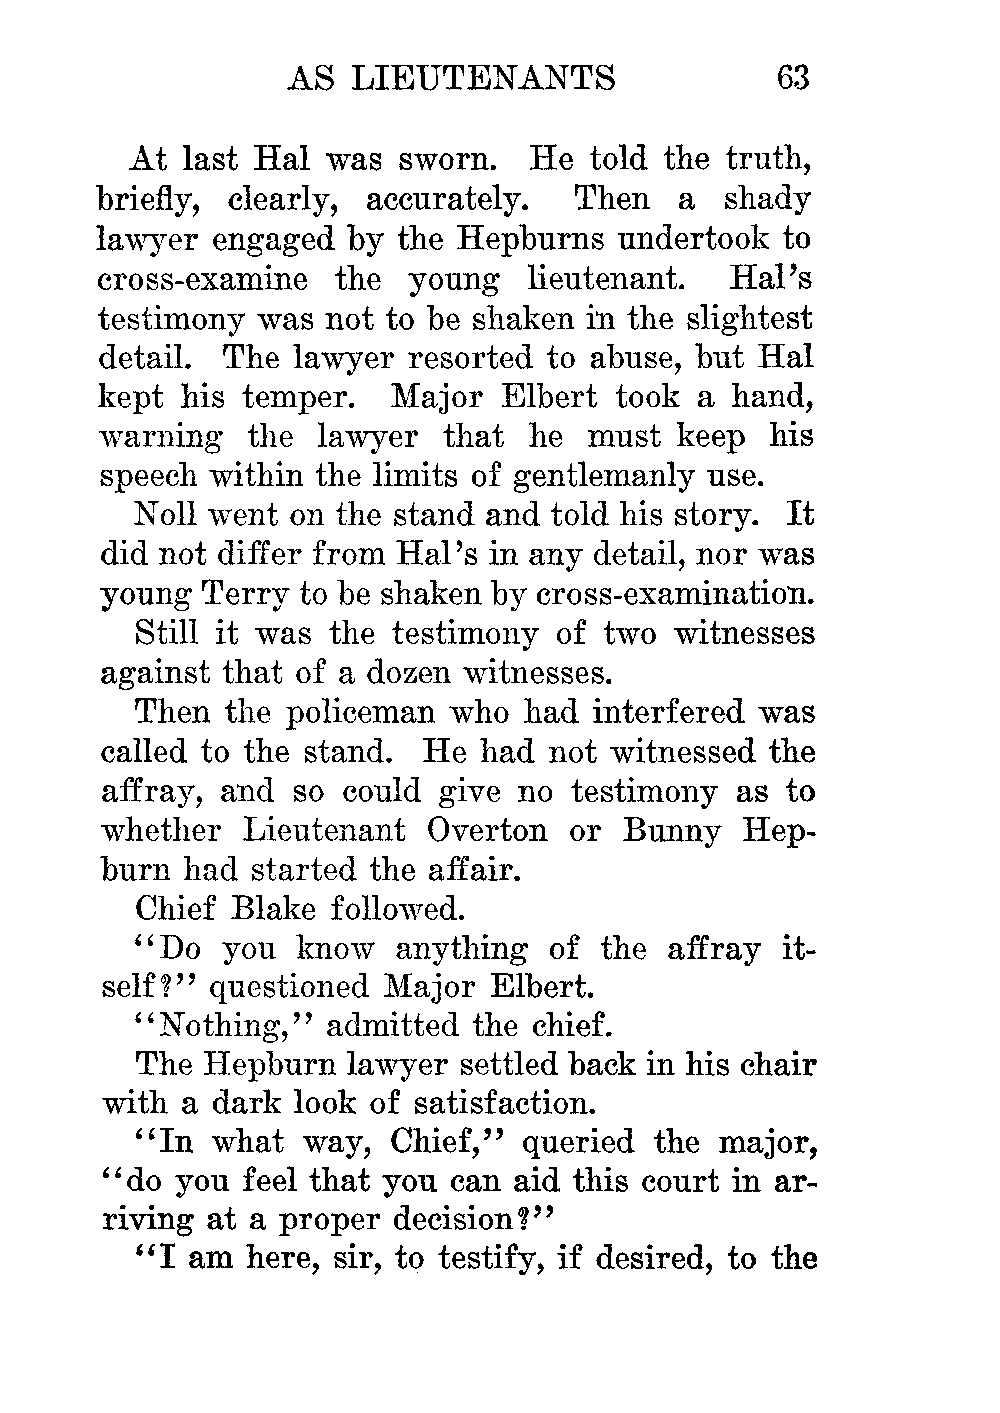 AS LIEUTENANTS 63
At last Hal was sworn. He told the truth,
briefly, clearly, accurately. Then a shady
lawyer engaged by the Hepburns undertook to
cross-examine the young lieutenant. Hal's
testimony was not to be shaken in the slightest
detail. The lawyer resorted to abuse, but Hal
kept his temper. Major Elbert took a hand,
warning the lawyer that he must keep his
speech within the limits of gentlemanly use.
Noll went on the stand and told his story. It
did not differ from Hal's in any detail, nor was
young Terry to be shaken by cross-examination.
Still it was the testimony of two witnesses
against that of a dozen witnesses.
Then the policeman who had interfered was
called to the stand. He had not witnessed the
affray, and so could give no testimony as to
whether Lieutenant Overton or Bunny Hep-
burn had started the affair.
Chief Blake followed.
"Do you know anything of the affray it-
self?" questioned Major Elbert.
"Nothing," admitted the chief.
The Hepburn lawyer settled back in his chair
with a dark look of satisfaction.
"In what way, Chief," queried the major,
"do you feel that you can aid this court in ar-
riving at a proper decision?"
"I am here, sir, to testify, if desired, to the